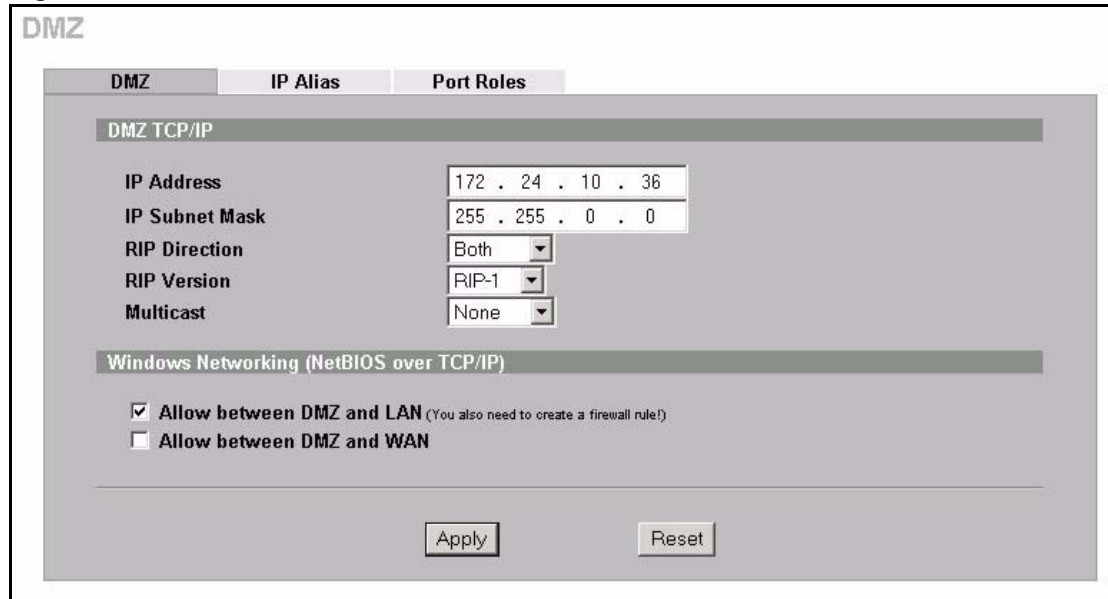 DMZ
DMZ IP Alias Port Roles
DMZ TCP/IP
IP Address 172 . 24 . 10 . 36
IP Subnet Mask 255 . 255 . 0 . 0
RIP Direction Both
RIP Version RIP-1
Multicast None
Windows Networking (NetBIOS over TCP/IP)
Allow between DMZ and LAN (You also need to create a firewall rule!)
Allow between DMZ and WAN
Apply Reset